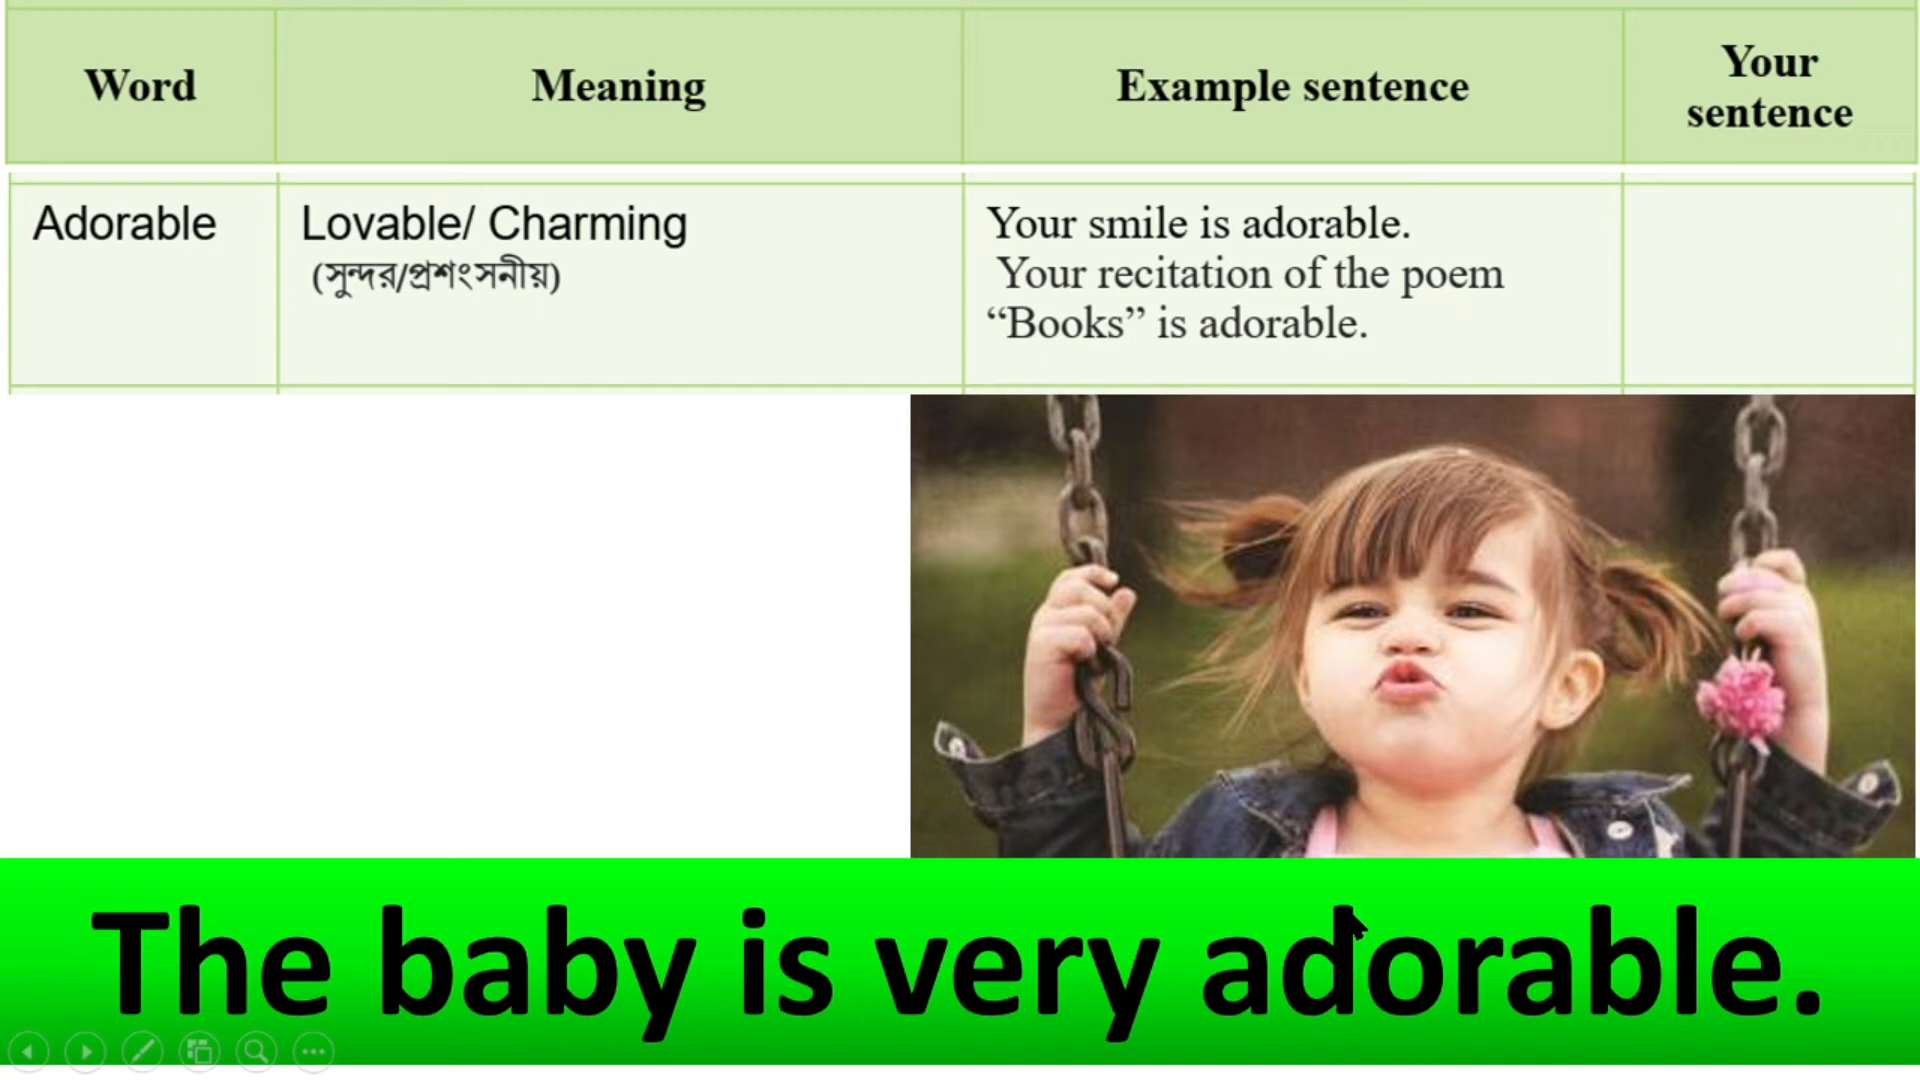 Word
Meaning
Example sentence
Your
sentence
Adorable
Lovable/ Charming
(সুন্দর/প্রশংসনীয়)
Your smile is adorable.
Your recitation of the poem
“Books” is adorable.
The baby is very adorable.